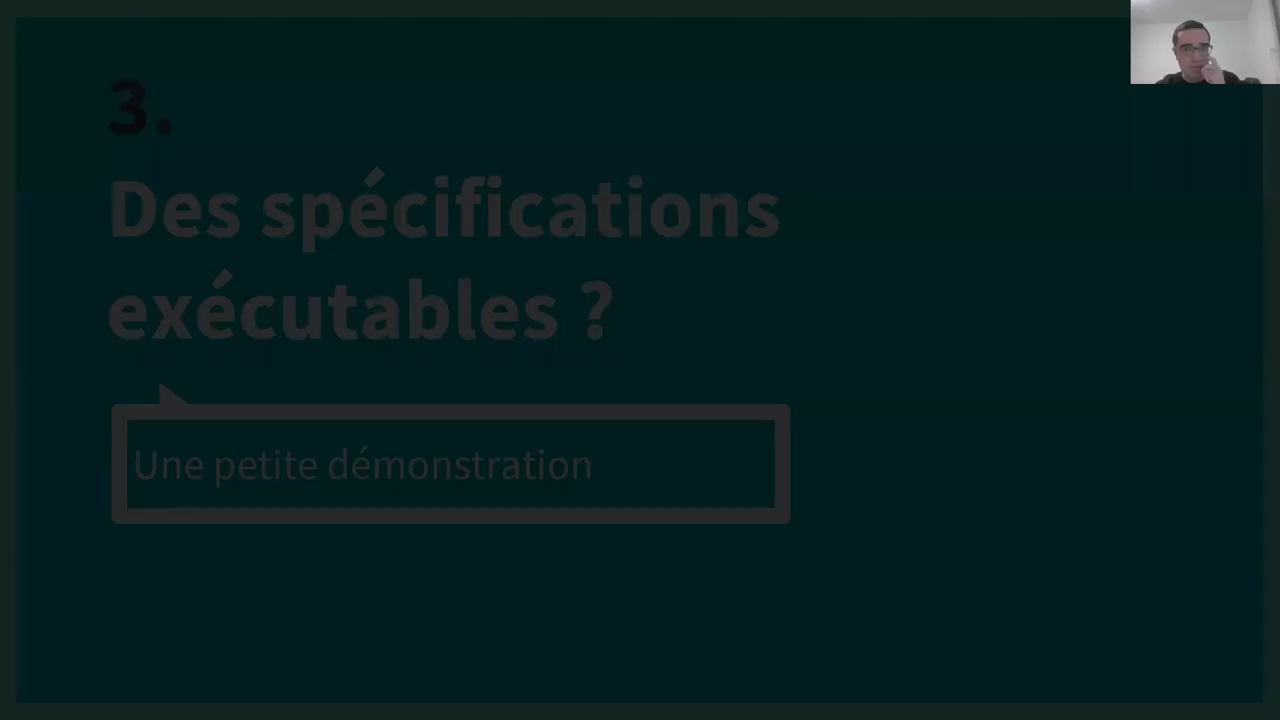 3.
Des spécifications
exécutables ?
Une petite démonstration